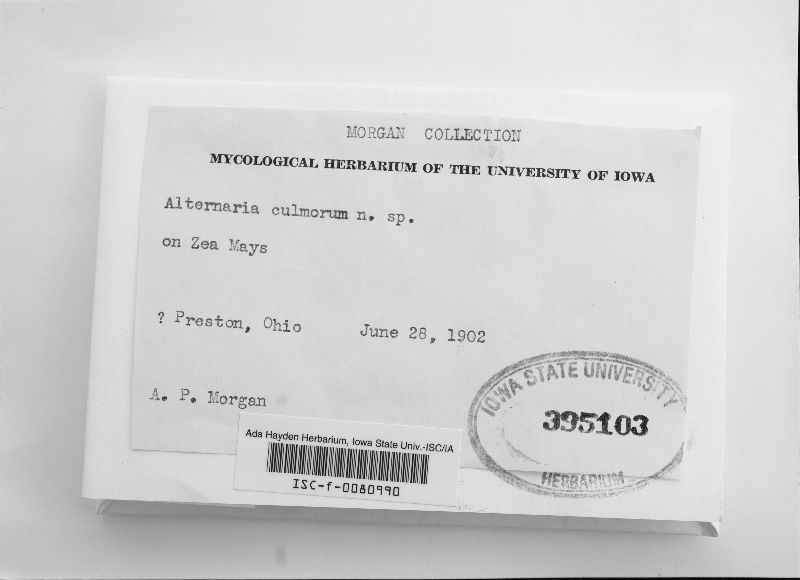 MORGAN COLLECTION
MYCOLOGICAL HERBARIUM OF THE UNIVERSITY OF IOWA
Alternaria culmorum n. sp.
on Zea Mays
? Preston, Ohio June 28, 1902
A. P. Morgan
IOWA STATE UNIVERSITY
395103
HERBARIUM
Ada Hayden Herbarium, Iowa State Univ.-ISC/IA
ISC-f-0080990